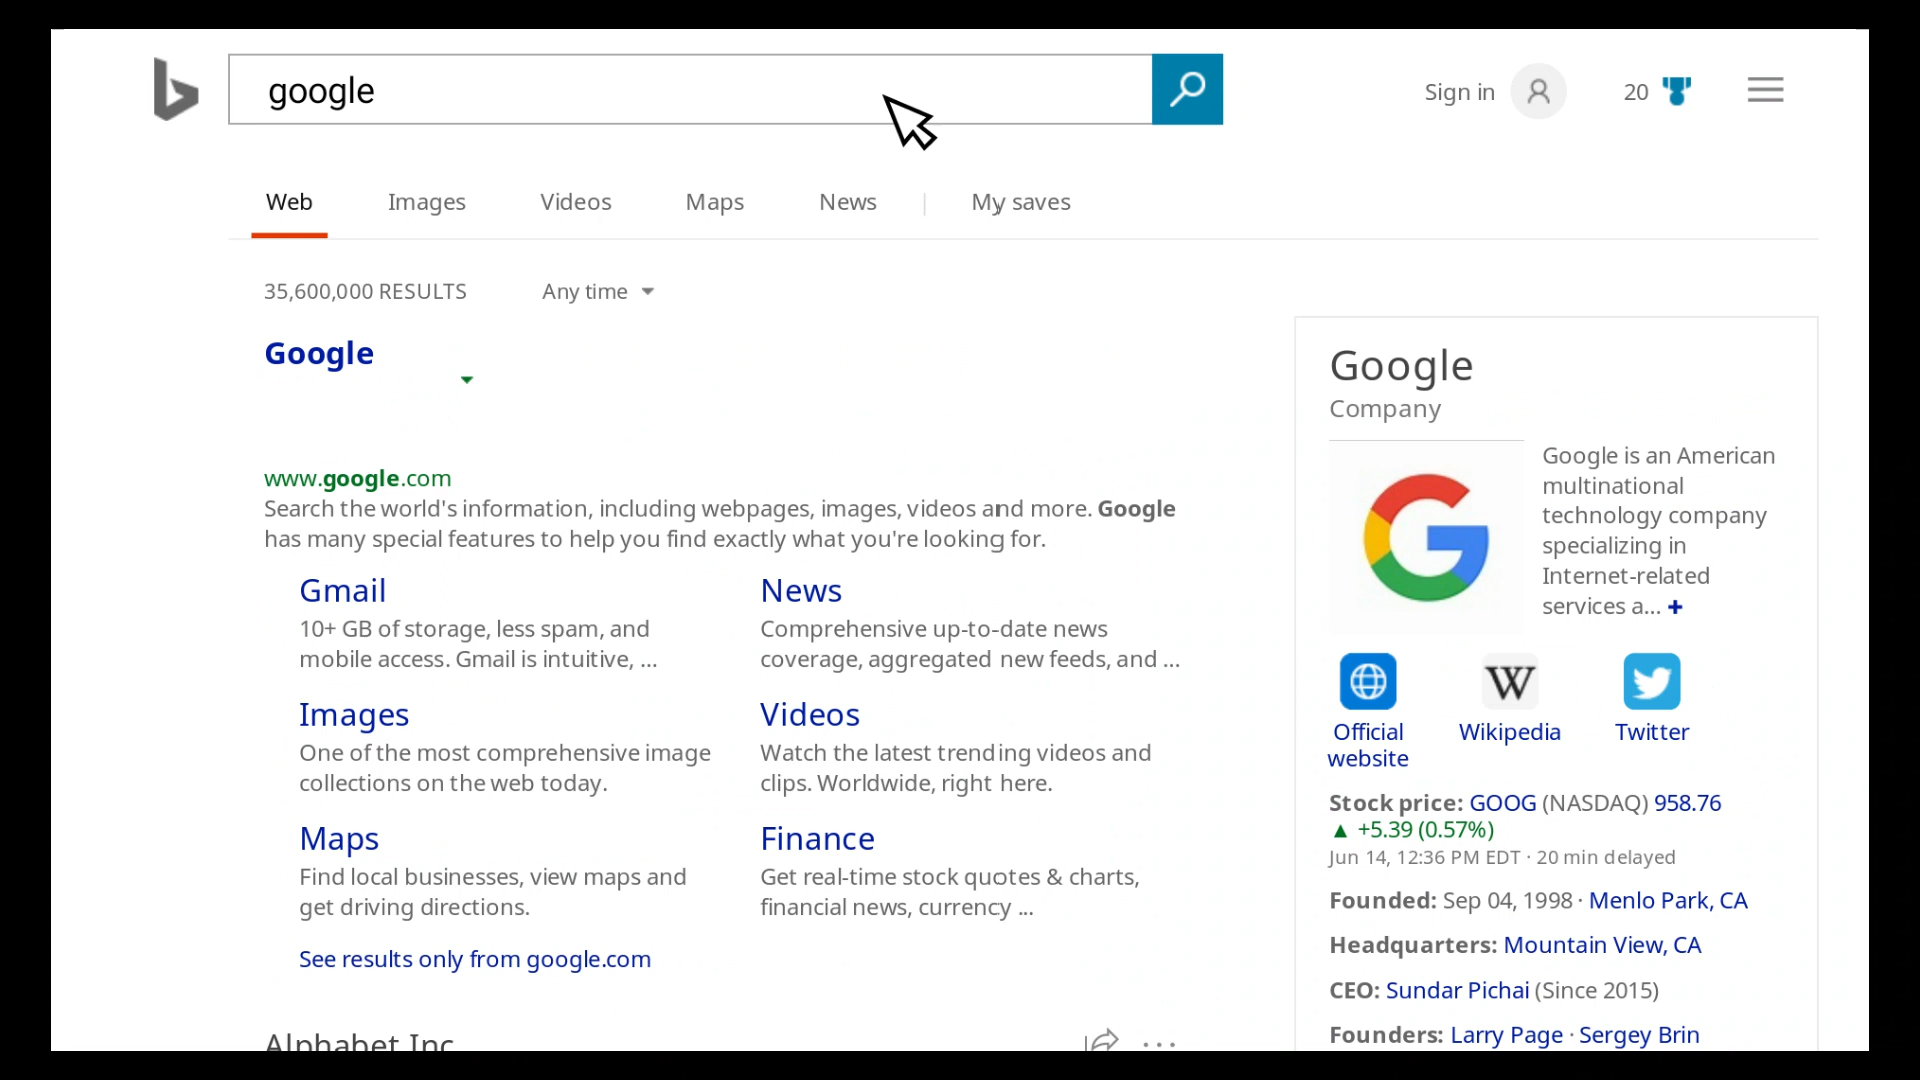 google
Sign in
20
Web Images Videos Maps News | My saves
35,600,000 RESULTS Any time
Google
www.google.com
Search the world's information, including webpages, images, videos and more. Google
has many special features to help you find exactly what you're looking for.
Gmail
10+ GB of storage, less spam, and
mobile access. Gmail is intuitive, ...
News
Comprehensive up-to-date news
coverage, aggregated new feeds, and ...
Images
One of the most comprehensive image
collections on the web today.
Videos
Watch the latest trending videos and
clips. Worldwide, right here.
Maps
Find local businesses, view maps and
get driving directions.
Finance
Get real-time stock quotes & charts,
financial news, currency ...
See results only from google.com
Alphabet Inc
Google
Company
Google is an American
multinational
technology company
specializing in
Internet-related
services a... +
W
Official
website
Wikipedia
Twitter
Stock price: GOOG (NASDAQ) 958.76
▲ +5.39 (0.57%)
Jun 14, 12:36 PM EDT · 20 min delayed
Founded: Sep 04, 1998 · Menlo Park, CA
Headquarters: Mountain View, CA
CEO: Sundar Pichai (Since 2015)
Founders: Larry Page · Sergey Brin